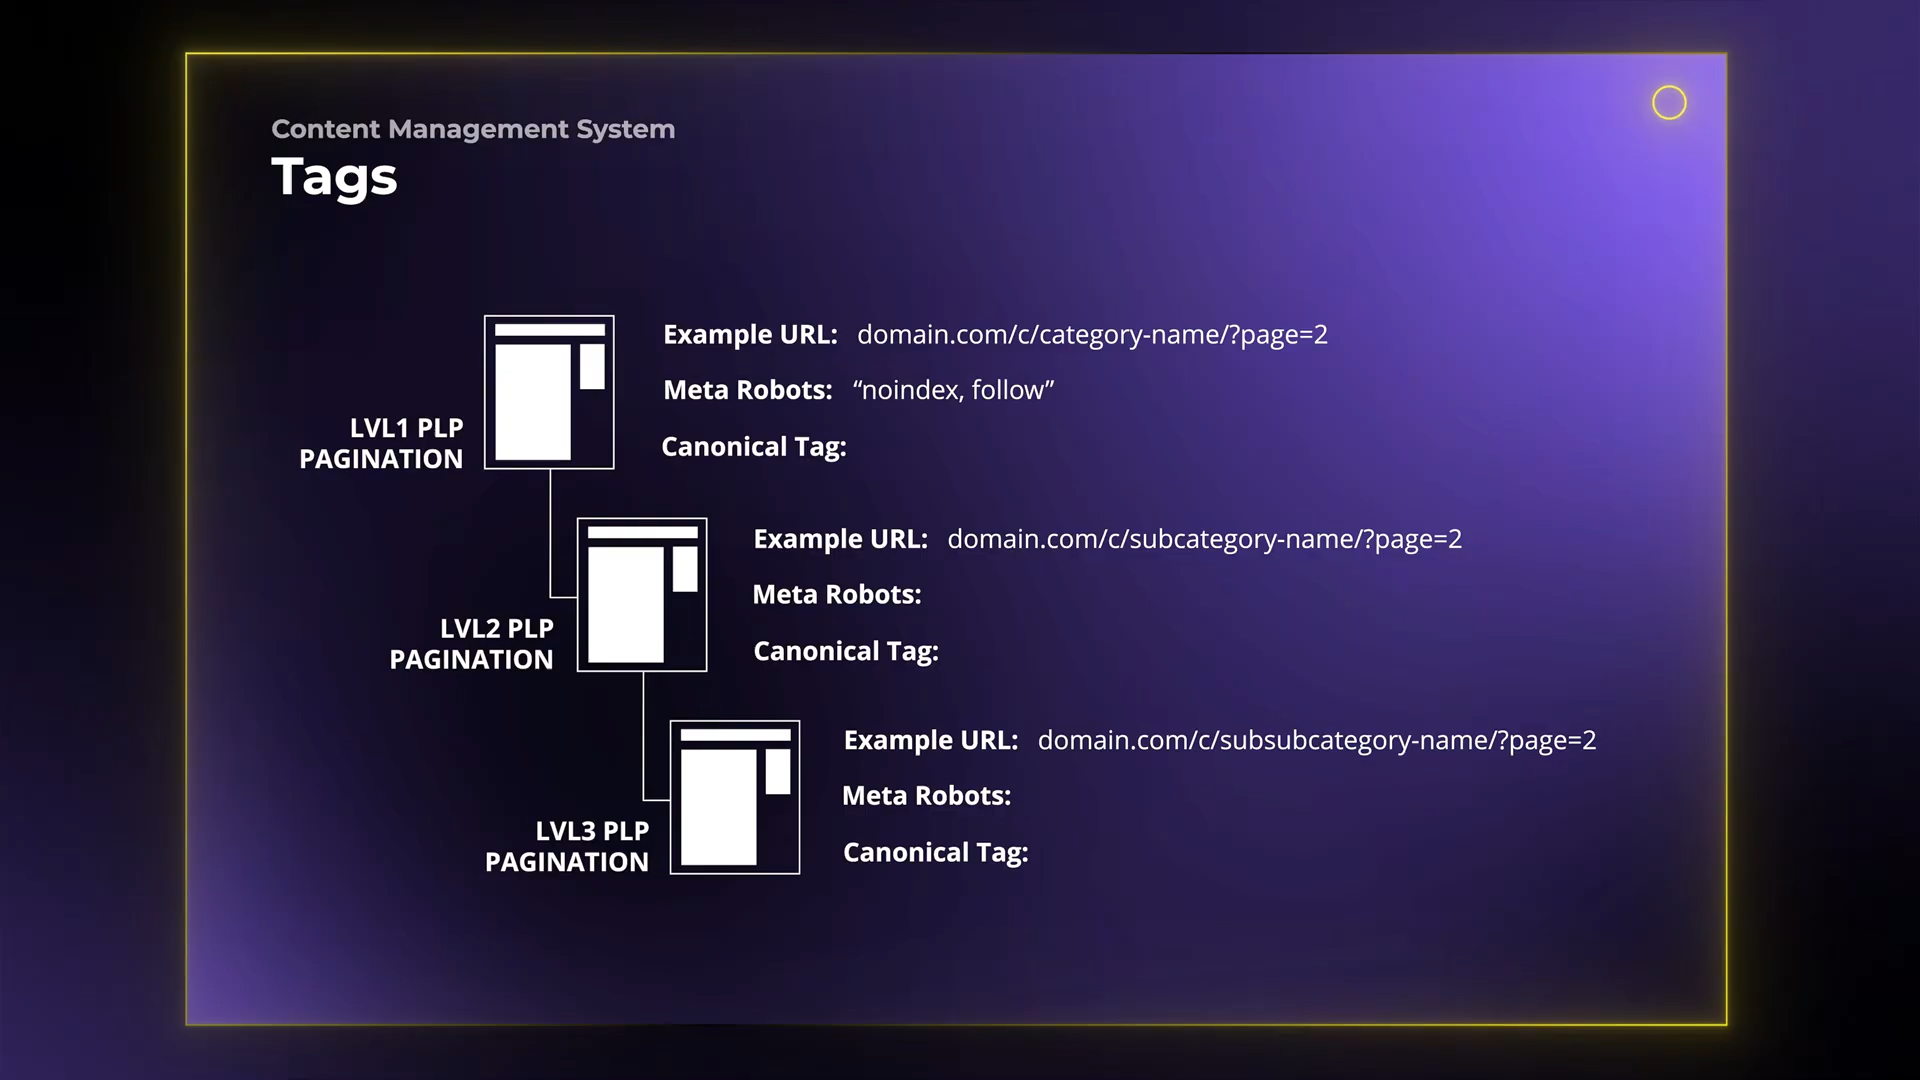 Content Management System
Tags
LVL1 PLP
PAGINATION
Example URL: domain.com/c/category-name/?page=2
Meta Robots: “noindex, follow”
Canonical Tag:
LVL2 PLP
PAGINATION
Example URL: domain.com/c/subcategory-name/?page=2
Meta Robots:
Canonical Tag:
LVL3 PLP
PAGINATION
Example URL: domain.com/c/subsubcategory-name/?page=2
Meta Robots:
Canonical Tag: